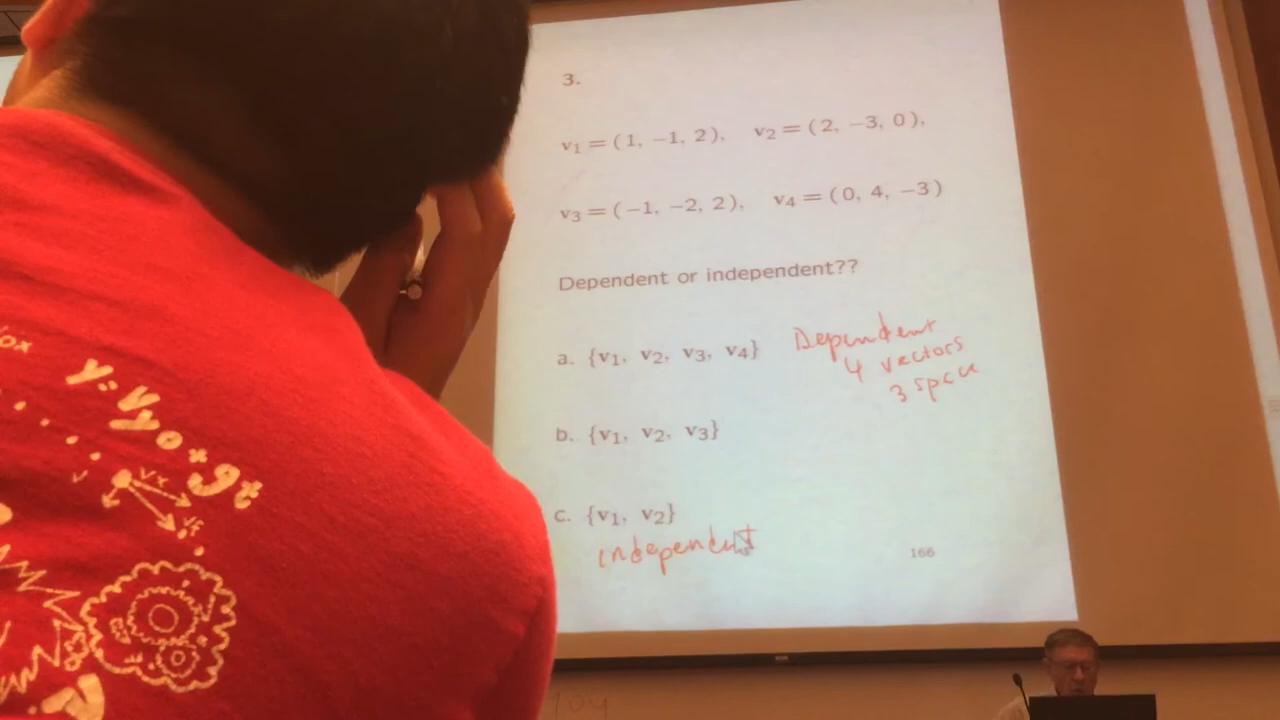 3.
v₁ = (1, −1, 2), v₂ = (2, −3, 0),
v₃ = (−1, −2, 2), v₄ = (0, 4, −3)
Dependent or independent??
a. {v₁, v₂, v₃, v₄}
Dependent
4 vectors
3 space
b. {v₁, v₂, v₃}
c. {v₁, v₂}
independent
166